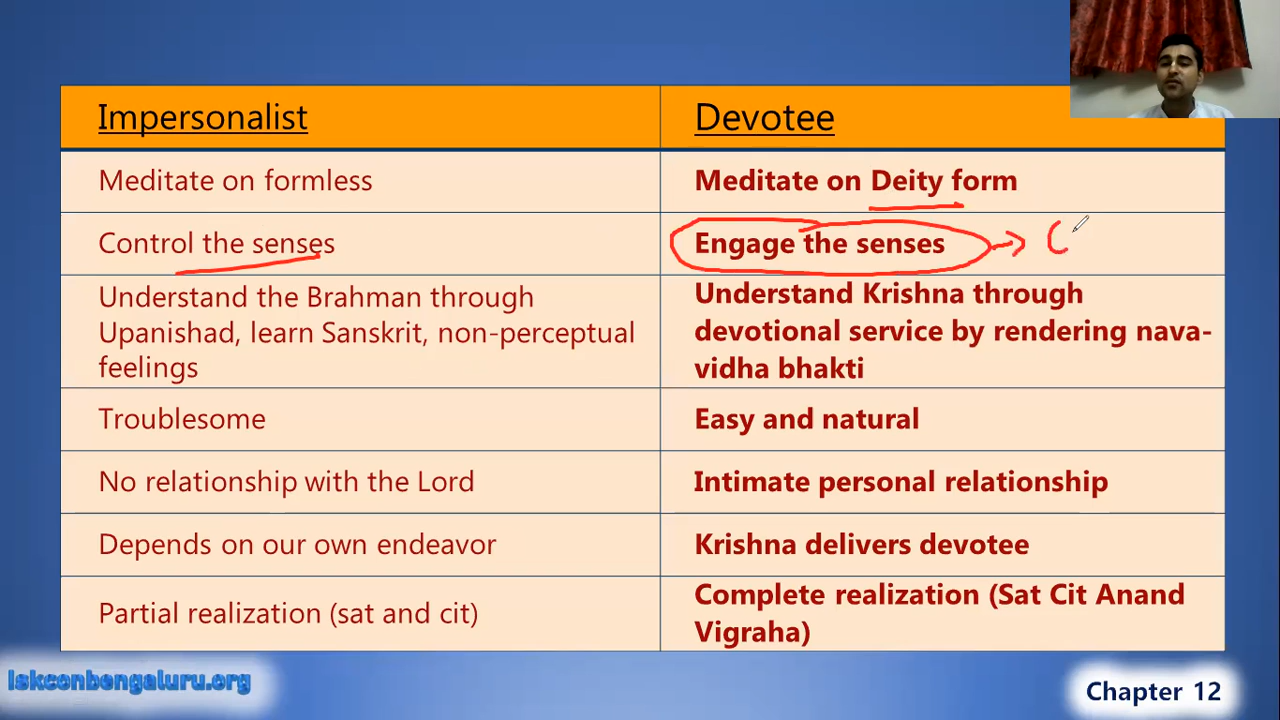 Impersonalist
Devotee
Meditate on formless
Meditate on Deity form
Control the senses
Engage the senses
Understand the Brahman through
Upanishad, learn Sanskrit, non-perceptual
feelings
Understand Krishna through
devotional service by rendering nava-
vidha bhakti
Troublesome
Easy and natural
No relationship with the Lord
Intimate personal relationship
Depends on our own endeavor
Krishna delivers devotee
Partial realization (sat and cit)
Complete realization (Sat Cit Anand
Vigraha)
Iskconbengaluru.org
Chapter 12